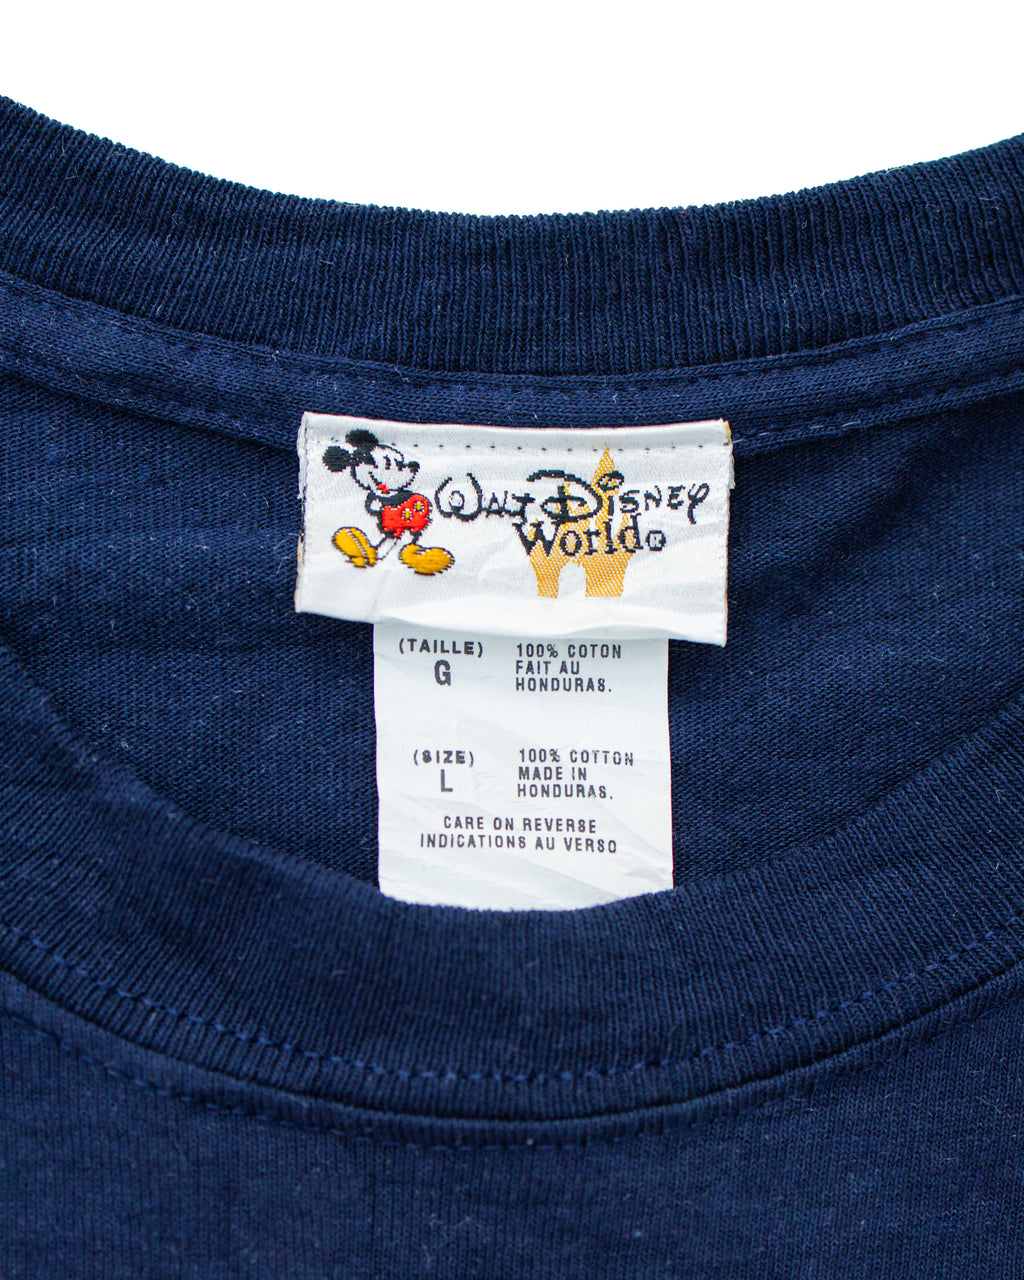 WALT DISNEY
World®
(TAILLE)
G
100% COTON
FAIT AU
HONDURAS.
(SIZE)
L
100% COTTON
MADE IN
HONDURAS.
CARE ON REVERSE
INDICATIONS AU VERSO